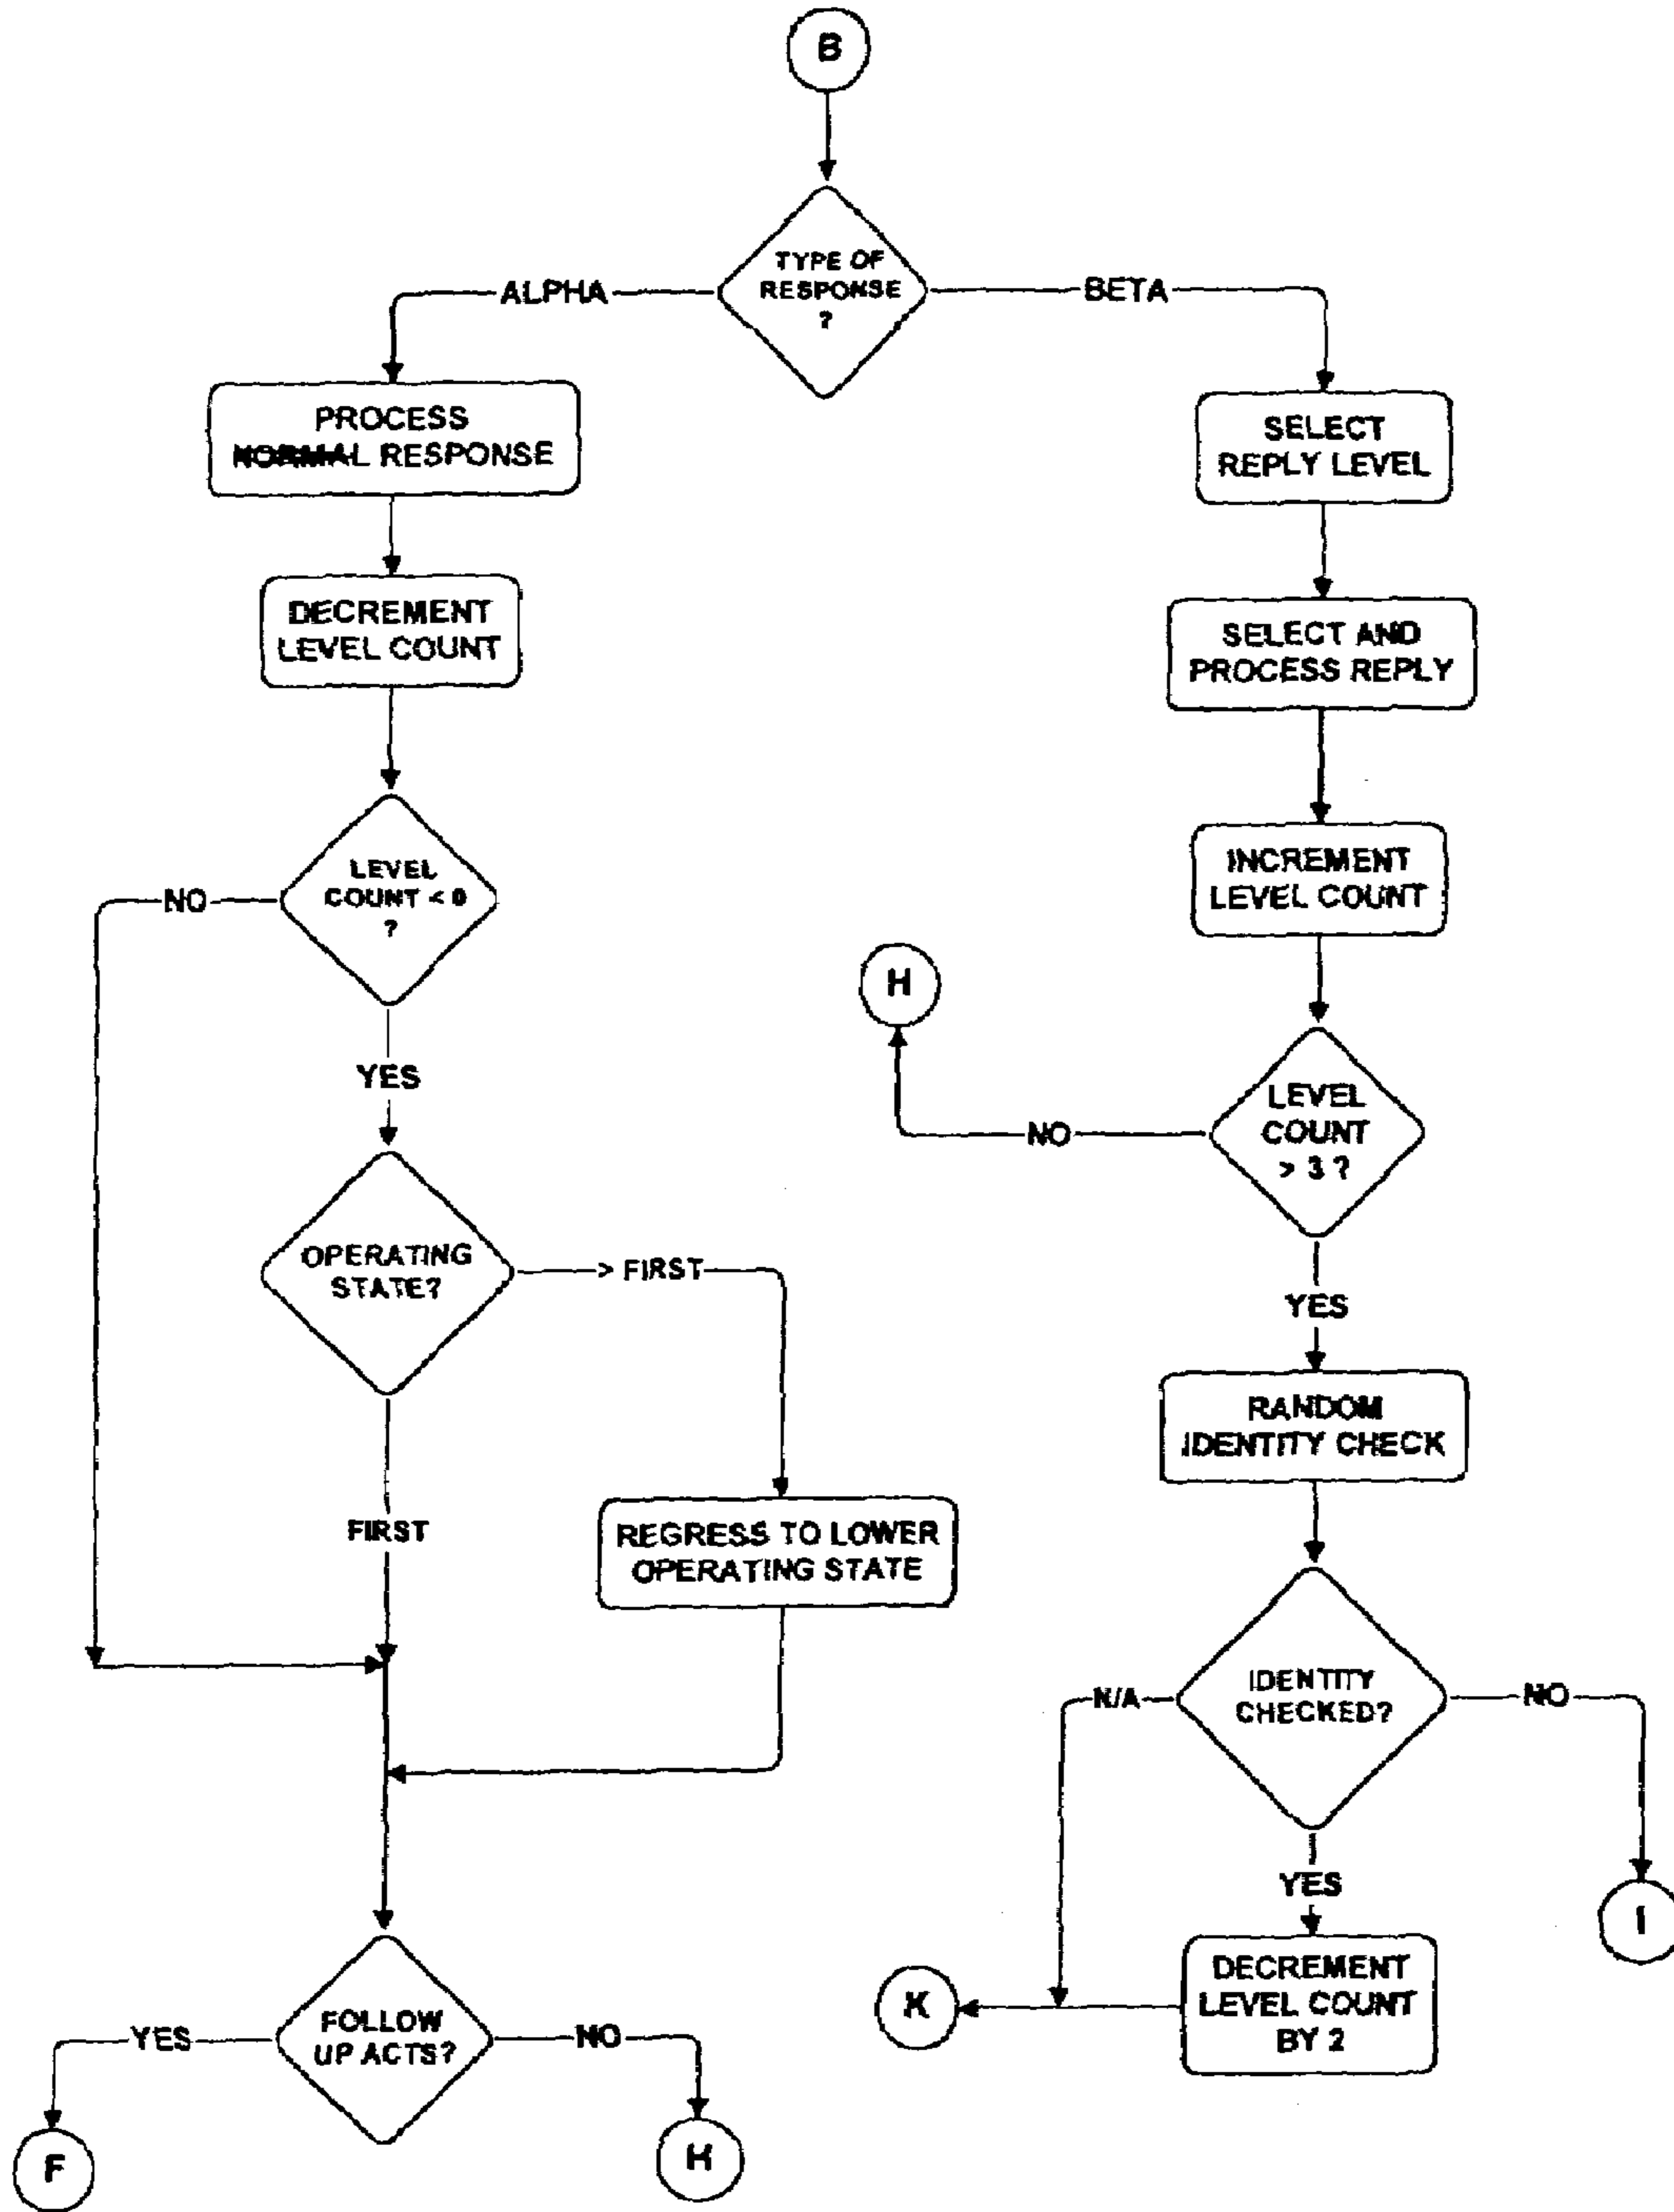 B
TYPE OF
RESPONSE
?
ALPHA
BETA
PROCESS
NORMAL RESPONSE
SELECT
REPLY LEVEL
DECREMENT
LEVEL COUNT
SELECT AND
PROCESS REPLY
LEVEL
COUNT < 0
?
NO
INCREMENT
LEVEL COUNT
H
YES
LEVEL
COUNT
> 3 ?
NO
OPERATING
STATE?
> FIRST
YES
RANDOM
IDENTITY CHECK
FIRST
REGRESS TO LOWER
OPERATING STATE
IDENTITY
CHECKED?
N/A
NO
YES
I
DECREMENT
LEVEL COUNT
BY 2
K
FOLLOW
UP ACTS?
YES
NO
F
H